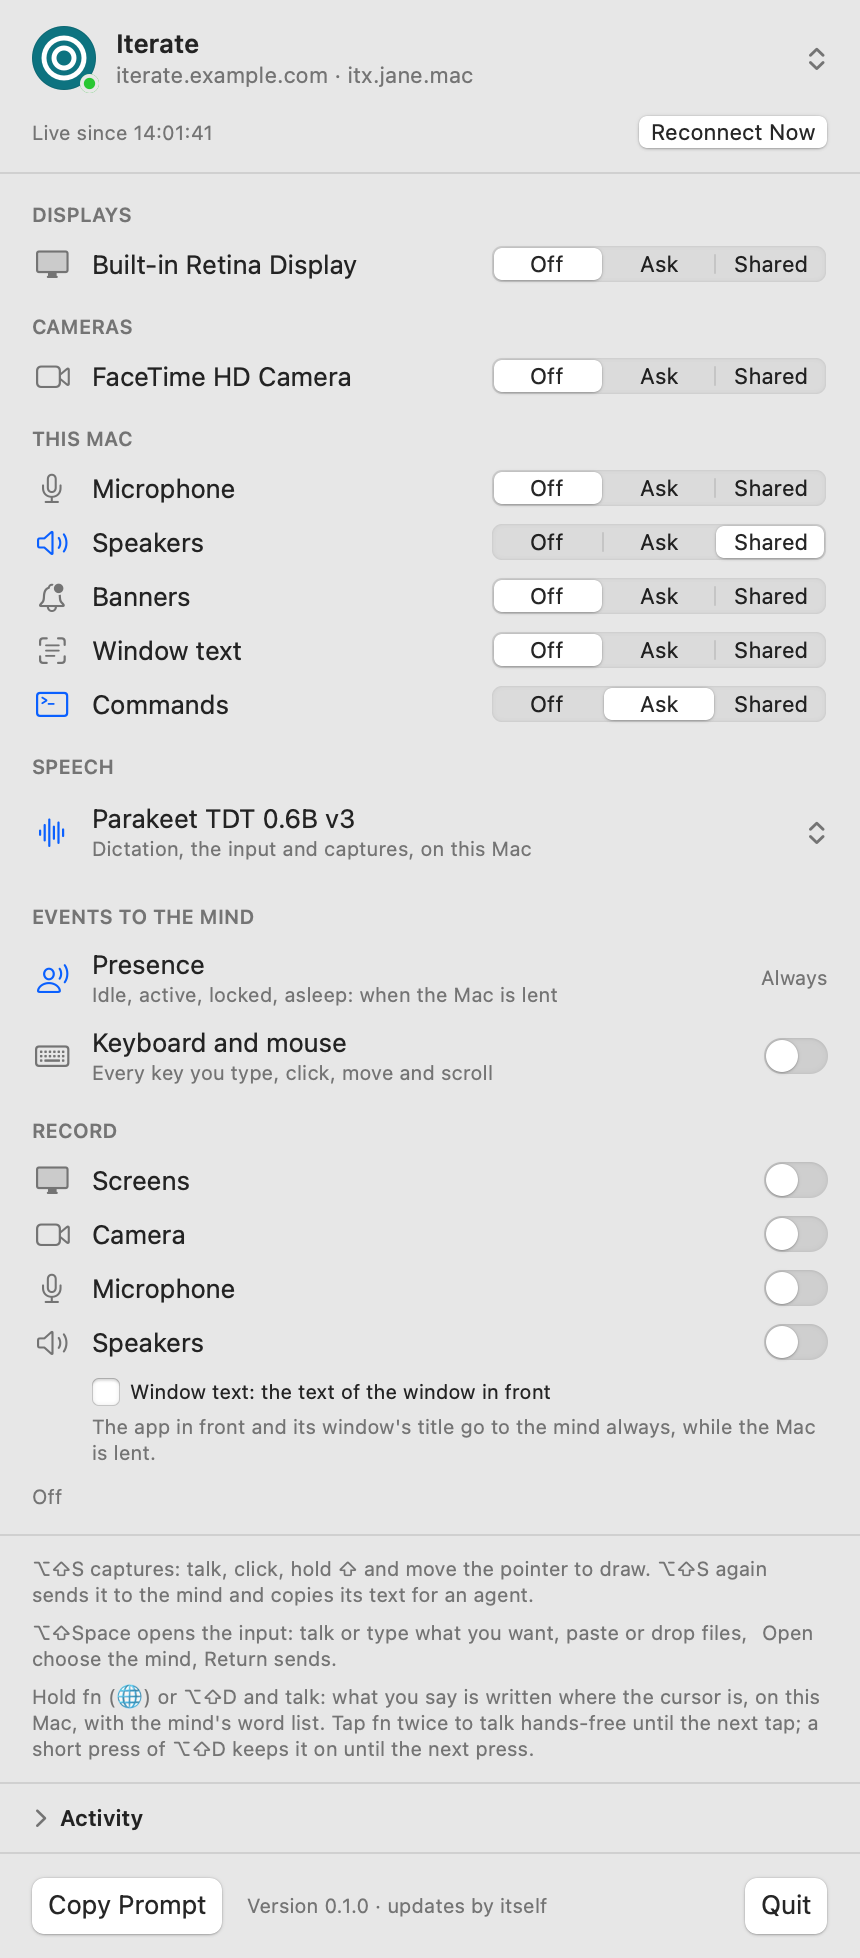 Iterate
iterate.example.com · itx.jane.mac
Live since 14:01:41
Reconnect Now
DISPLAYS
Built-in Retina Display Off Ask Shared
CAMERAS
FaceTime HD Camera Off Ask Shared
THIS MAC
Microphone Off Ask Shared
Speakers Off Ask Shared
Banners Off Ask Shared
Window text Off Ask Shared
Commands Off Ask Shared
SPEECH
Parakeet TDT 0.6B v3
Dictation, the input and captures, on this Mac
EVENTS TO THE MIND
Presence
Idle, active, locked, asleep: when the Mac is lent
Always
Keyboard and mouse
Every key you type, click, move and scroll
RECORD
Screens
Camera
Microphone
Speakers
Window text: the text of the window in front
The app in front and its window's title go to the mind always, while the Mac
is lent.
Off
⌥⇧S captures: talk, click, hold ⇧ and move the pointer to draw. ⌥⇧S again
sends it to the mind and copies its text for an agent.
⌥⇧Space opens the input: talk or type what you want, paste or drop files, Open
choose the mind, Return sends.
Hold fn (🌐) or ⌥⇧D and talk: what you say is written where the cursor is, on this
Mac, with the mind's word list. Tap fn twice to talk hands-free until the next tap; a
short press of ⌥⇧D keeps it on until the next press.
Activity
Copy Prompt
Version 0.1.0 · updates by itself
Quit